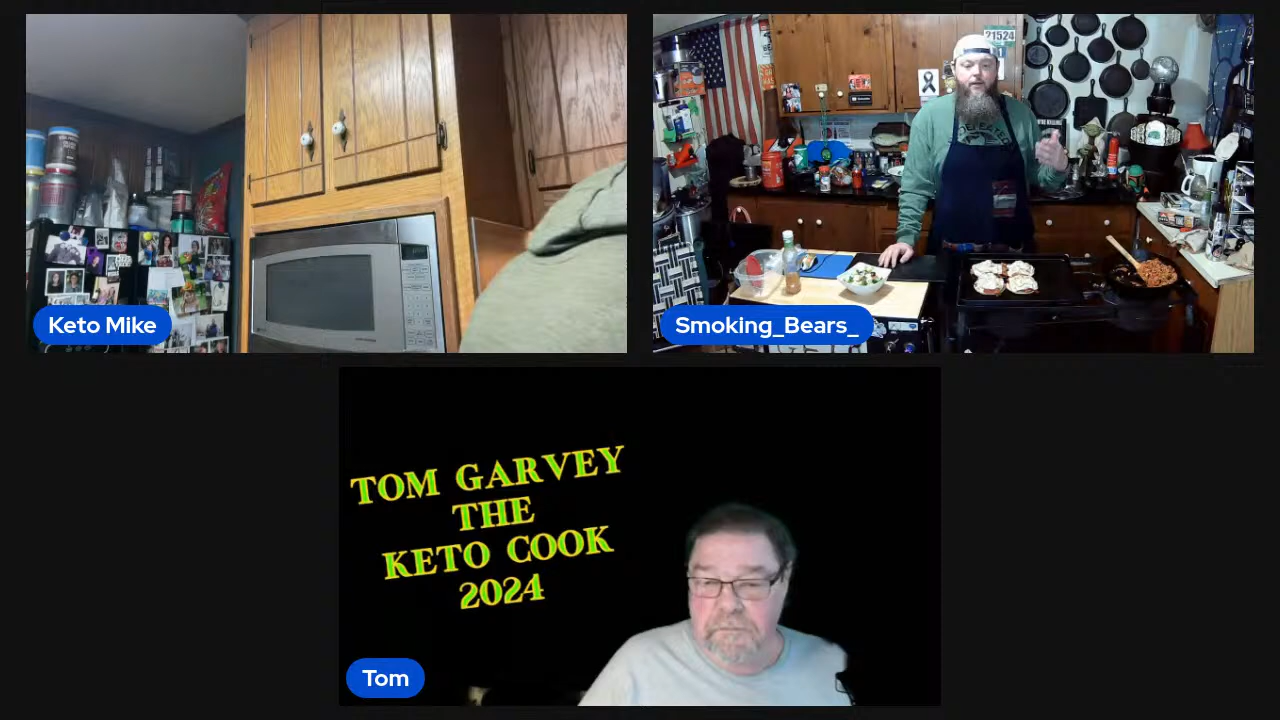 21524
Keto Mike
Smoking_Bears_
TOM GARVEY
THE
KETO COOK
2024
Tom